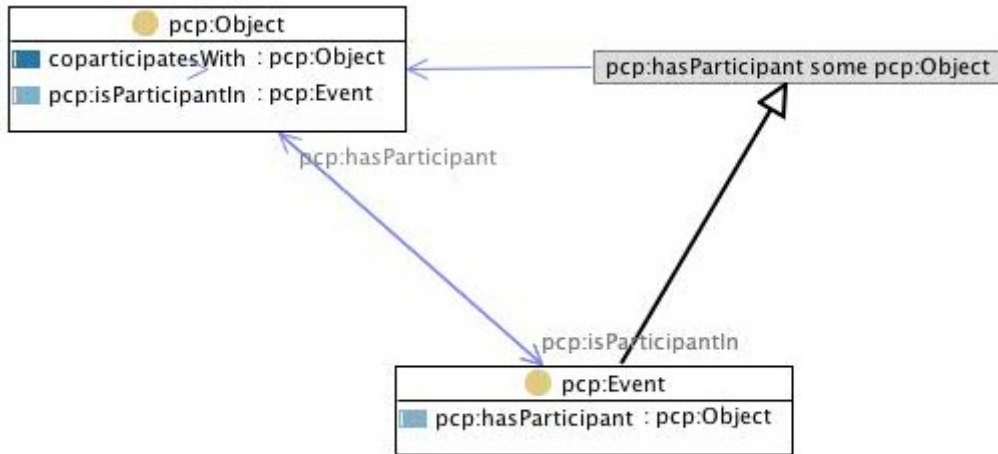 pcp:Object
coparticipatesWith : pcp:Object
pcp:isParticipantIn : pcp:Event
pcp:hasParticipant some pcp:Object
pcp:hasParticipant
pcp:isParticipantIn
pcp:Event
pcp:hasParticipant : pcp:Object